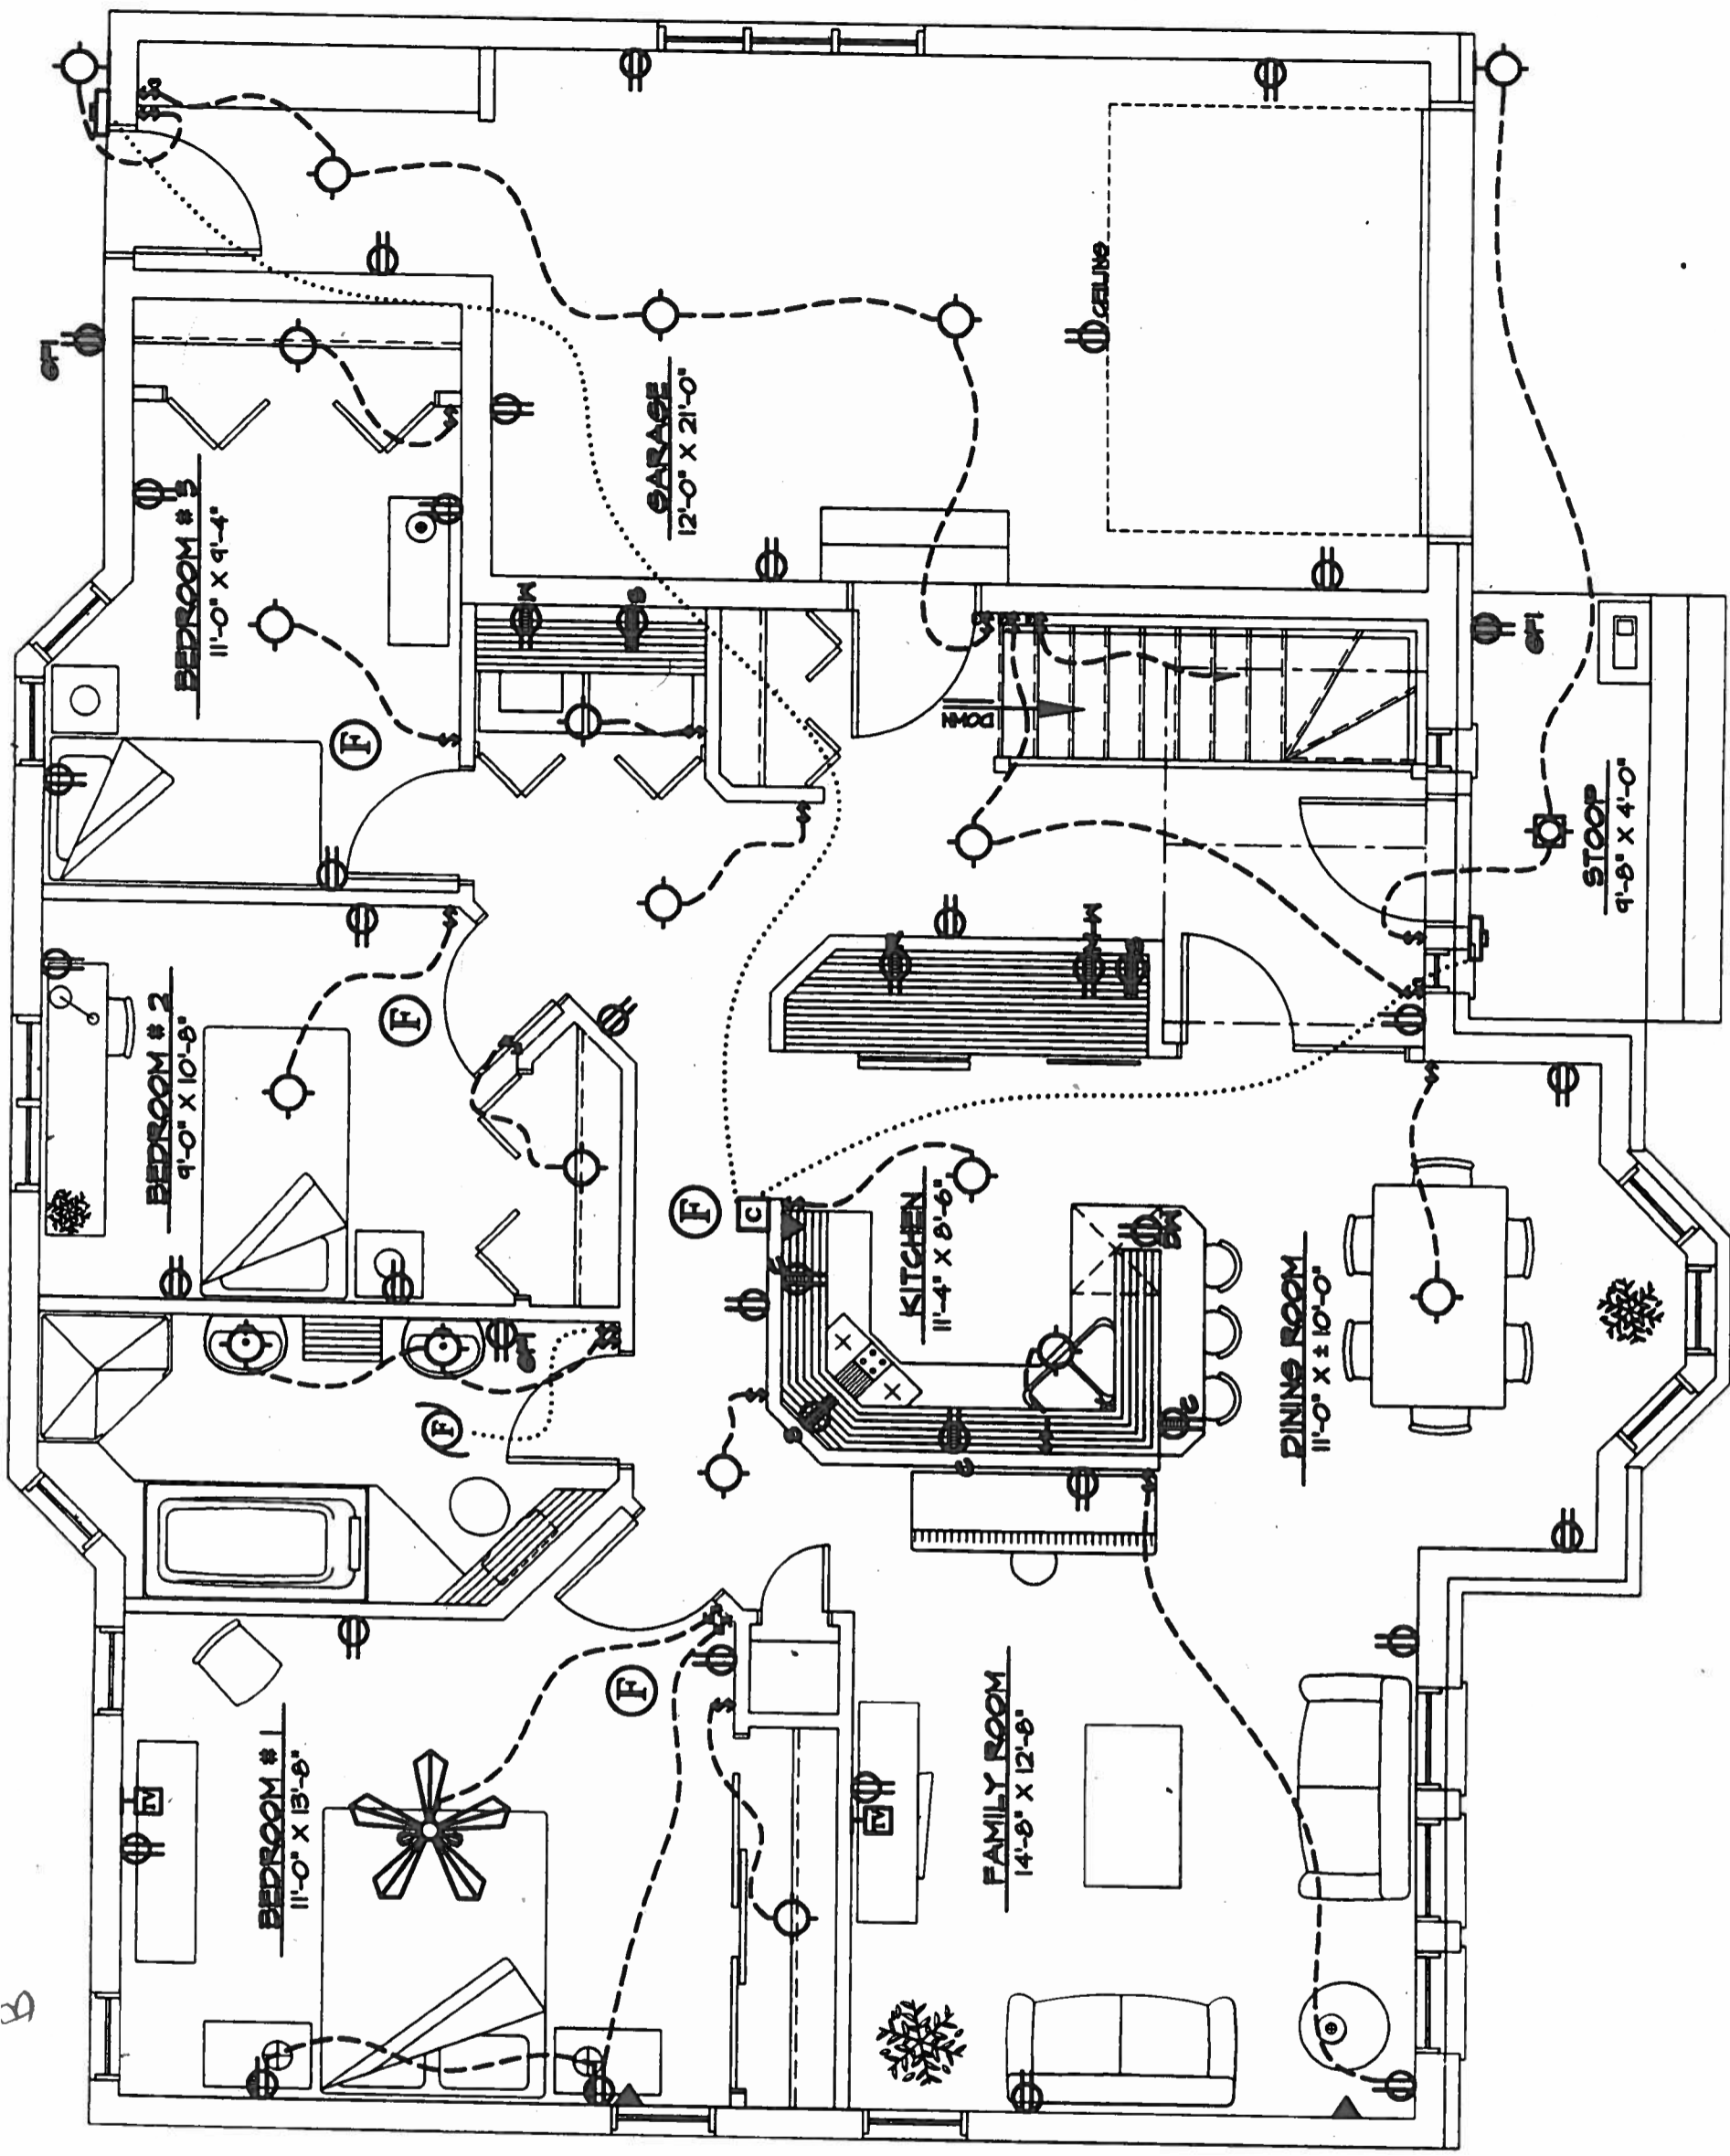 GFI
BEDROOM # 3
11'-0" X 9'-4"
GARAGE
12'-0" X 21'-0"
CEILING
W
S
DOWN
GFI
STOOP
9'-8" X 4'-0"
F
BEDROOM # 2
9'-0" X 10'-8"
F
F
C
KITCHEN
11'-4" X 8'-6"
DW
DINING ROOM
11'-0" X ± 10'-0"
GFI
F
C
C
BEDROOM # 1
11'-0" X 13'-8"
TV
F
TV
FAMILY ROOM
14'-8" X 12'-8"